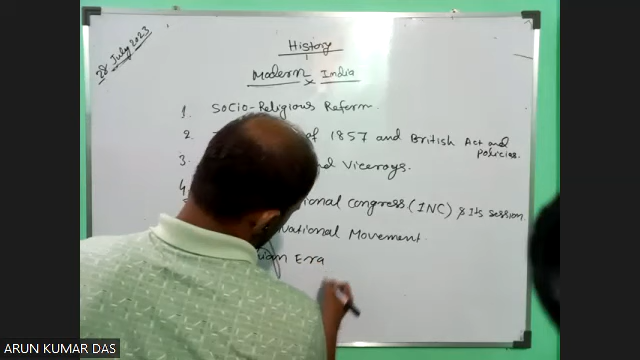 28 July 2023
History
Modern India
1. Socio-Religious Reform.
2. of 1857 and British Act and policies.
3. Viceroys.
4. Congress (INC) & Its session
National Movement.
Era
ARUN KUMAR DAS